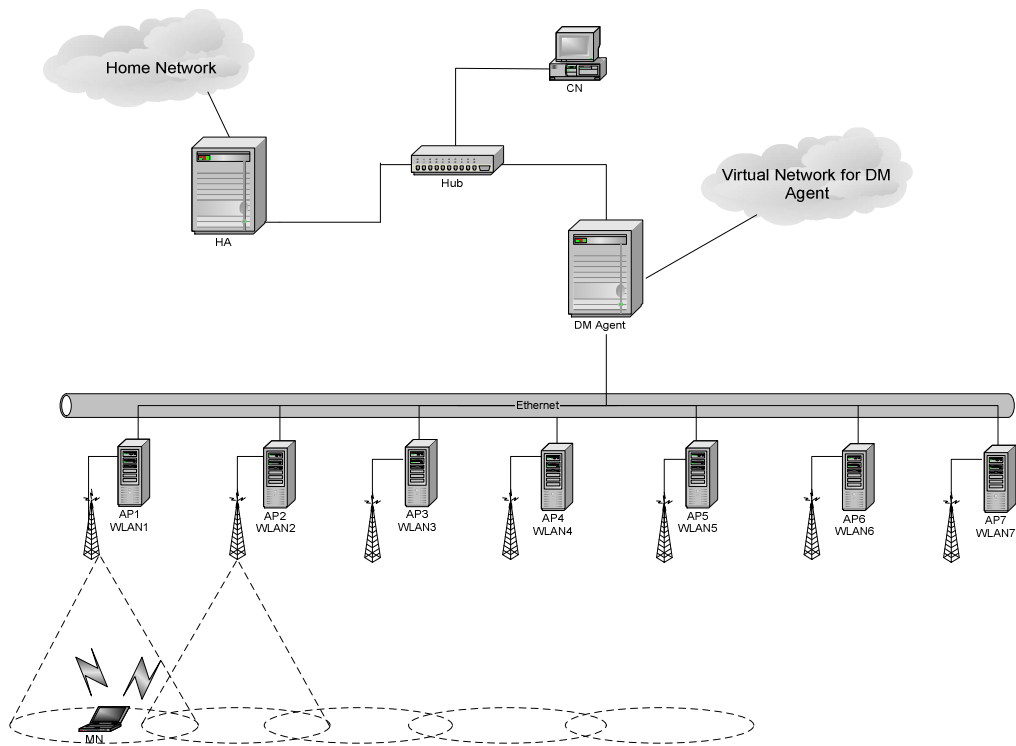 Home Network
CN
Hub
Virtual Network for DM
Agent
HA
DM Agent
Ethernet
AP1
WLAN1
AP2
WLAN2
AP3
WLAN3
AP4
WLAN4
AP5
WLAN5
AP6
WLAN6
AP7
WLAN7
MN